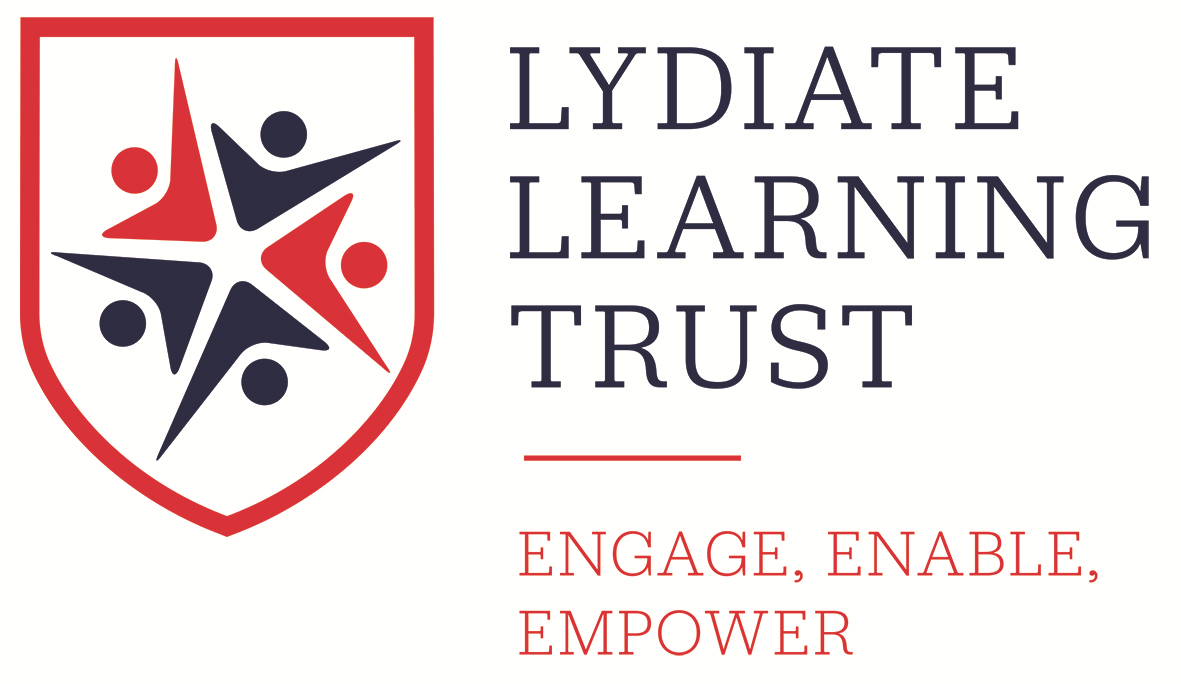 LYDIATE
LEARNING
TRUST
ENGAGE, ENABLE,
EMPOWER